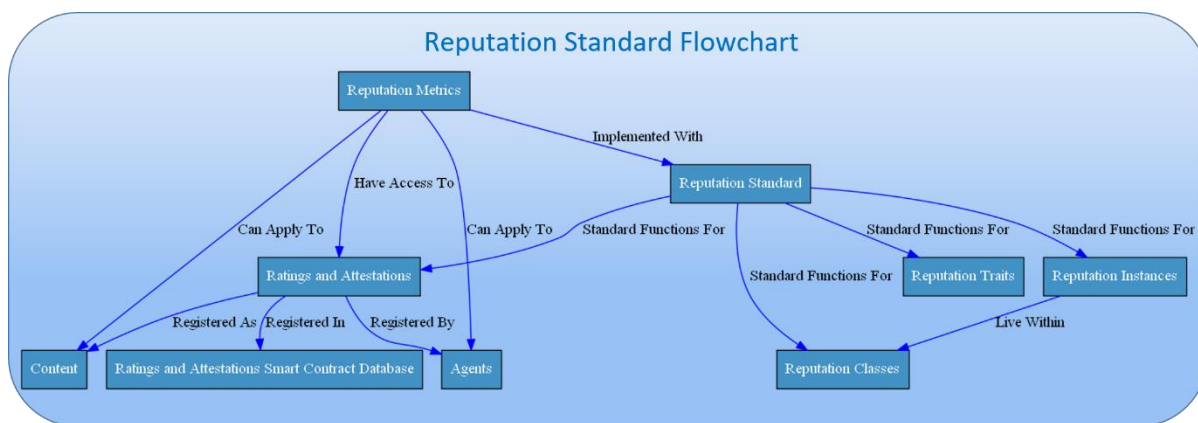 Reputation Standard Flowchart
Reputation Metrics
Implemented With
Have Access To
Reputation Standard
Can Apply To
Can Apply To
Standard Functions For
Standard Functions For
Standard Functions For
Ratings and Attestations
Standard Functions For
Reputation Traits
Reputation Instances
Registered As
Registered In
Registered By
Live Within
Content
Ratings and Attestations Smart Contract Database
Agents
Reputation Classes